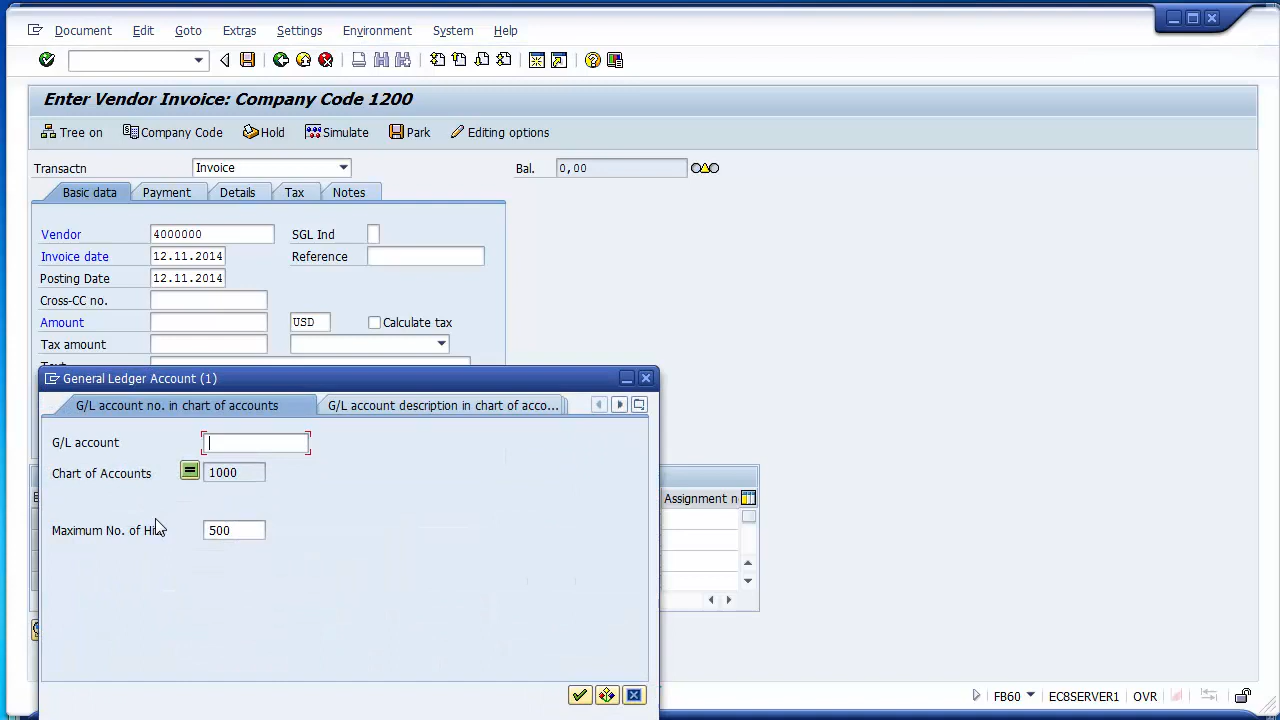 Document Edit Goto Extras Settings Environment System Help
Enter Vendor Invoice: Company Code 1200
Tree on Company Code Hold Simulate Park Editing options
Transactn Invoice Bal. 0,00
Basic data Payment Details Tax Notes
Vendor 4000000 SGL Ind
Invoice date 12.11.2014 Reference
Posting Date 12.11.2014
Cross-CC no.
Amount USD Calculate tax
Tax amount
Text
General Ledger Account (1)
G/L account no. in chart of accounts G/L account description in chart of acco...
G/L account
Chart of Accounts 1000
Assignment n
Maximum No. of 500
FB60 EC8SERVER1 OVR